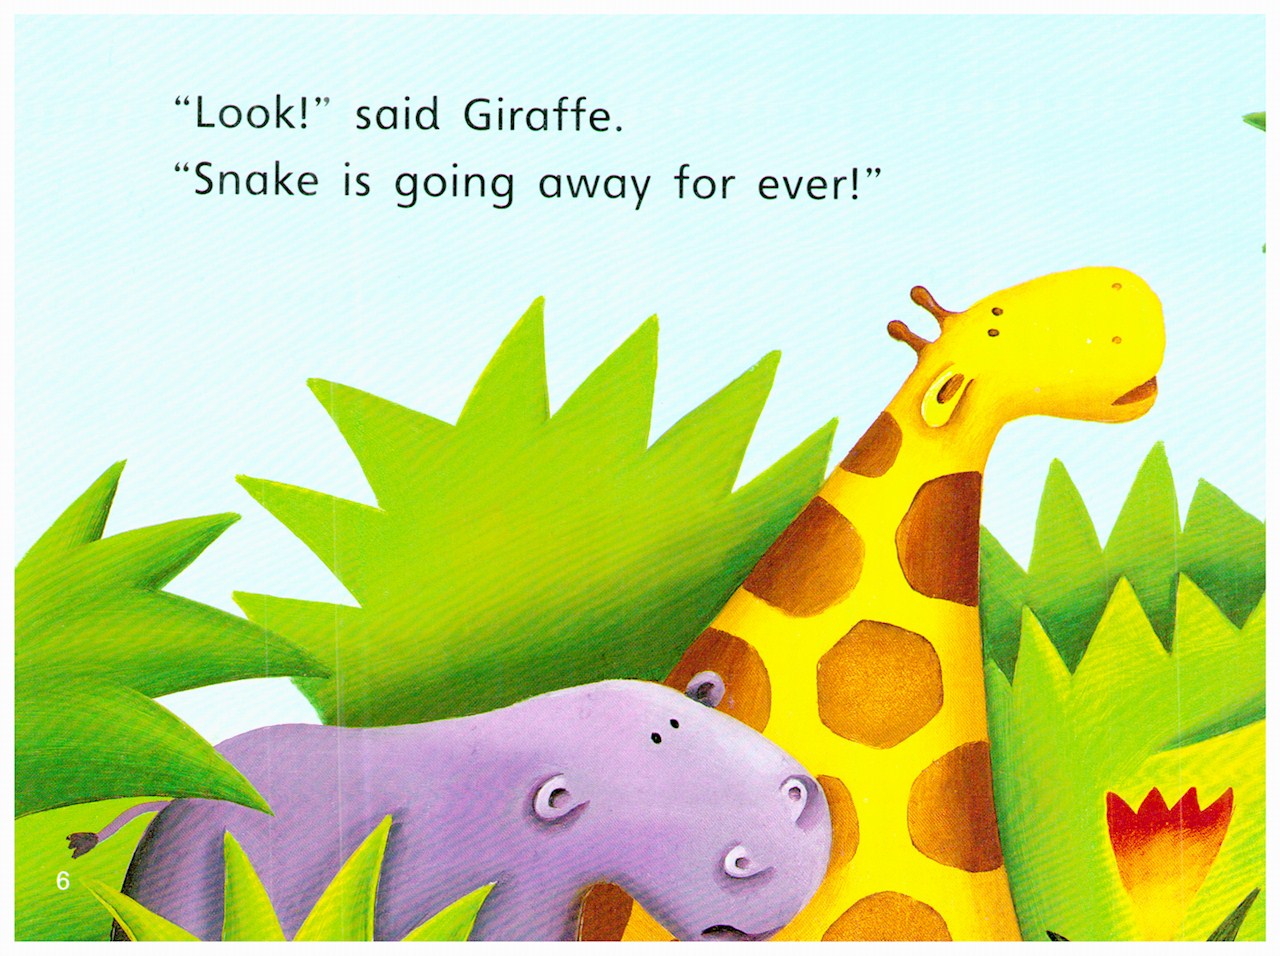 “Look!” said Giraffe.
“Snake is going away for ever!”
6